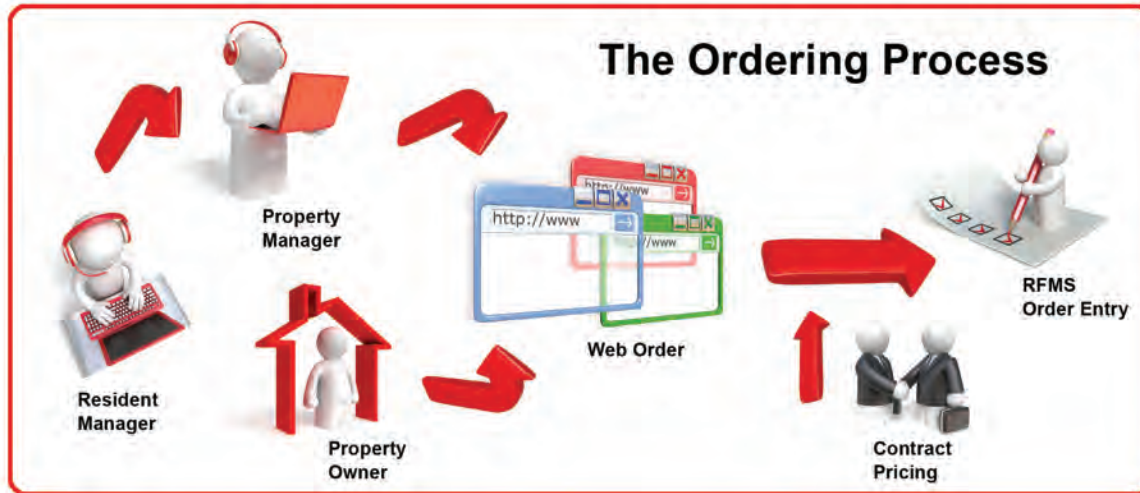 The Ordering Process
Property
Manager
http://www
http://www
http://www
RFMS
Order Entry
Web Order
Resident
Manager
Property
Owner
Contract
Pricing